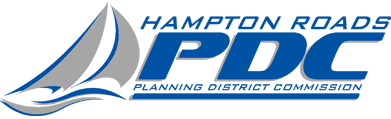 HAMPTON ROADS
PDC
PLANNING DISTRICT COMMISSION